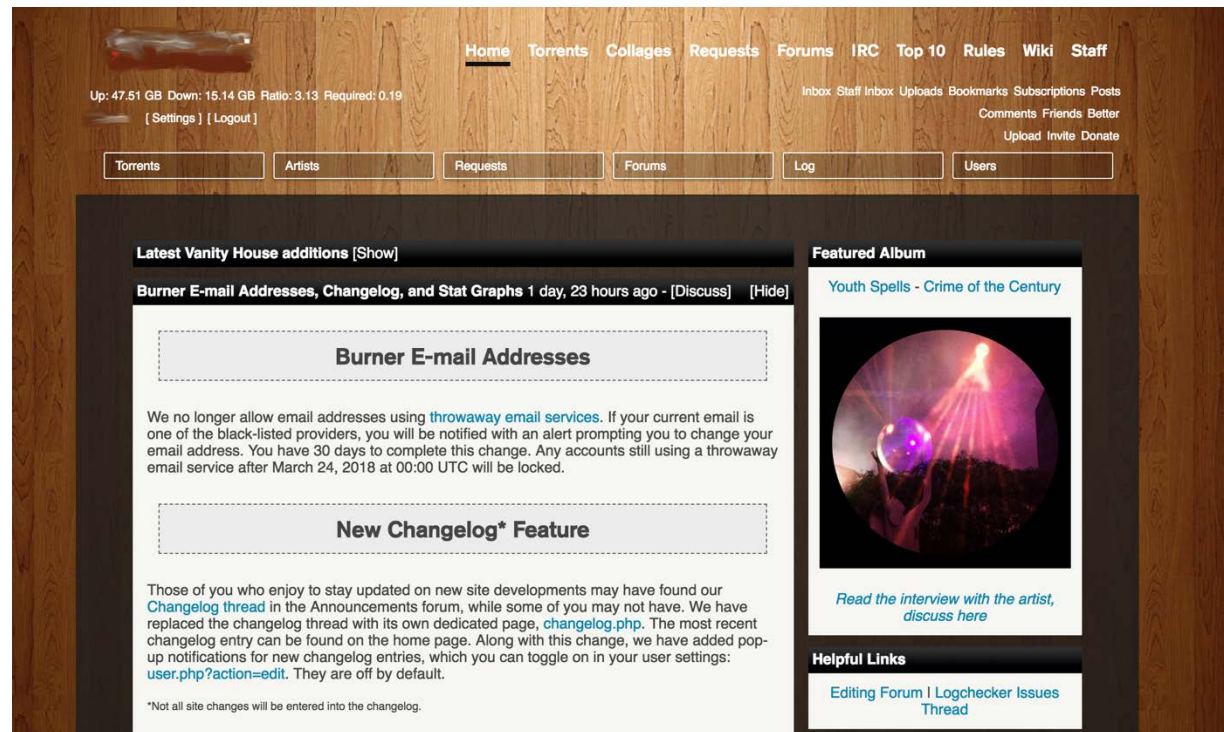 Home Torrents Collages Requests Forums IRC Top 10 Rules Wiki Staff
Up: 47.51 GB Down: 15.14 GB Ratio: 3.13 Required: 0.19
[ Settings ] [ Logout ]
Inbox Staff Inbox Uploads Bookmarks Subscriptions Posts
Comments Friends Better
Upload Invite Donate
Torrents Artists Requests Forums Log Users
Latest Vanity House additions [Show]
Burner E-mail Addresses, Changelog, and Stat Graphs 1 day, 23 hours ago - [Discuss] [Hide]
Burner E-mail Addresses
We no longer allow email addresses using throwaway email services. If your current email is
one of the black-listed providers, you will be notified with an alert prompting you to change your
email address. You have 30 days to complete this change. Any accounts still using a throwaway
email service after March 24, 2018 at 00:00 UTC will be locked.
New Changelog* Feature
Those of you who enjoy to stay updated on new site developments may have found our
Changelog thread in the Announcements forum, while some of you may not have. We have
replaced the changelog thread with its own dedicated page, changelog.php. The most recent
changelog entry can be found on the home page. Along with this change, we have added pop-
up notifications for new changelog entries, which you can toggle on in your user settings:
user.php?action=edit. They are off by default.
*Not all site changes will be entered into the changelog.
Featured Album
Youth Spells - Crime of the Century
Read the interview with the artist,
discuss here
Helpful Links
Editing Forum | Logchecker Issues
Thread